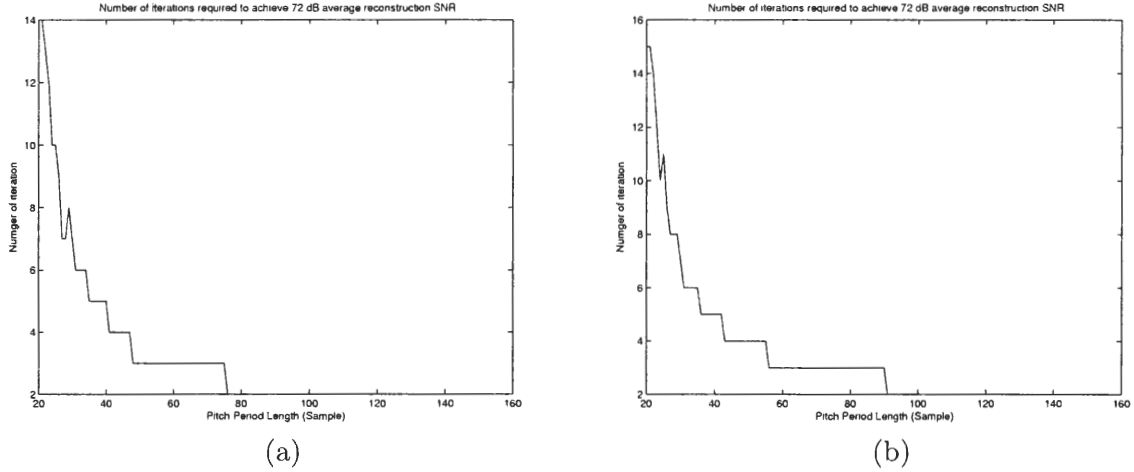 Number of iterations required to achieve 72 dB average reconstruction SNR
14
12
10
8
6
4
2
Numger of iteration
20 40 60 80 100 120 140 160
Pitch Period Length (Sample)
(a)
Number of iterations required to achieve 72 dB average reconstruction SNR
16
14
12
10
8
6
4
2
Numger of iteration
20 40 60 80 100 120 140 160
Pitch Period Length (Sample)
(b)